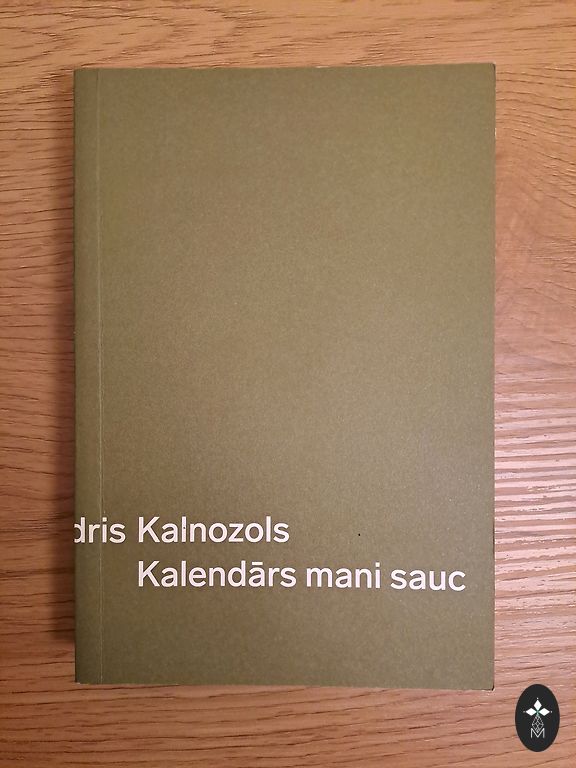 dris Kalnozols
Kalendārs mani sauc
M